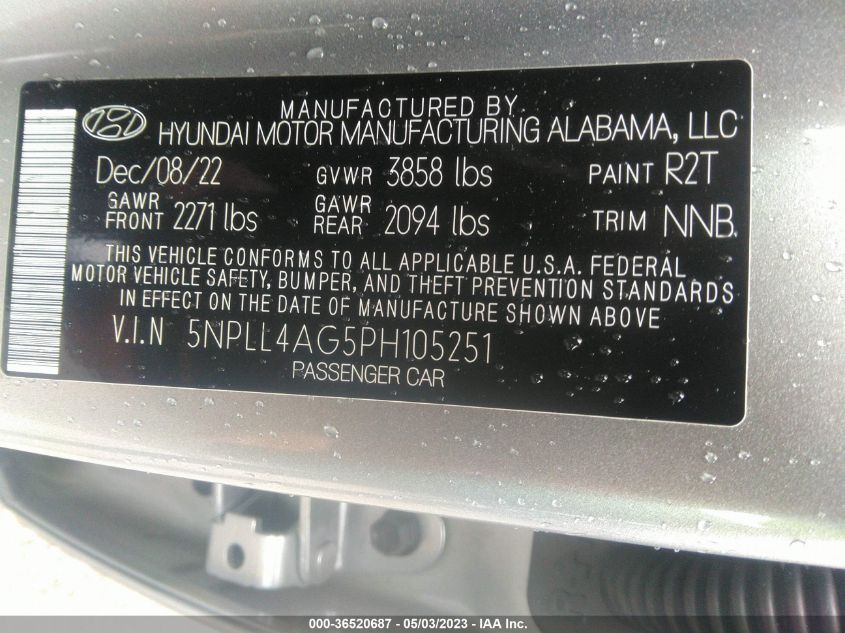 MANUFACTURED BY
HYUNDAI MOTOR MANUFACTURING ALABAMA, LLC
Dec/08/22 GVWR 3858 lbs PAINT R2T
GAWR FRONT 2271 lbs GAWR REAR 2094 lbs TRIM NNB
THIS VEHICLE CONFORMS TO ALL APPLICABLE U.S.A. FEDERAL
MOTOR VEHICLE SAFETY, BUMPER, AND THEFT PREVENTION STANDARDS
IN EFFECT ON THE DATE OF MANUFACTURE SHOWN ABOVE
V.I.N 5NPLL4AG5PH105251
PASSENGER CAR
000-36520687 - 05/03/2023 - IAA Inc.